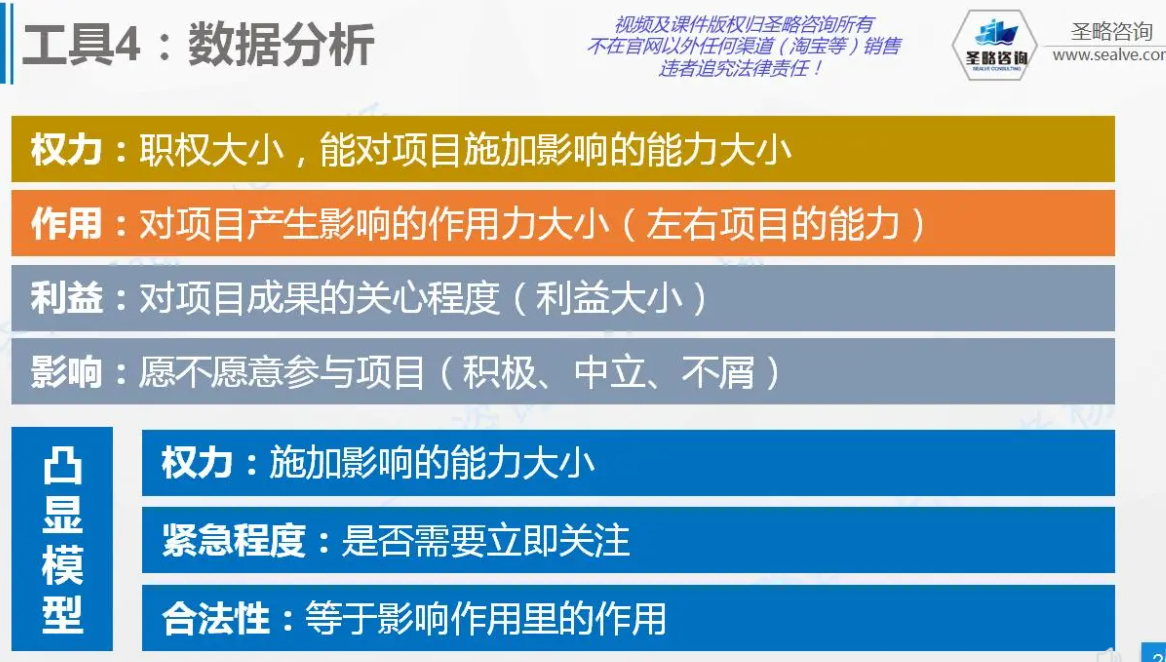 工具4：数据分析
视频及课件版权归圣略咨询所有
不在官网以外任何渠道（淘宝等）销售
违者追究法律责任！
圣略咨询
SEALVE CONSULTING
圣略咨询
www.sealve.com
权力：职权大小，能对项目施加影响的能力大小
作用：对项目产生影响的作用力大小（左右项目的能力）
利益：对项目成果的关心程度（利益大小）
影响：愿不愿意参与项目（积极、中立、不屑）
凸显模型
权力：施加影响的能力大小
紧急程度：是否需要立即关注
合法性：等于影响作用里的作用